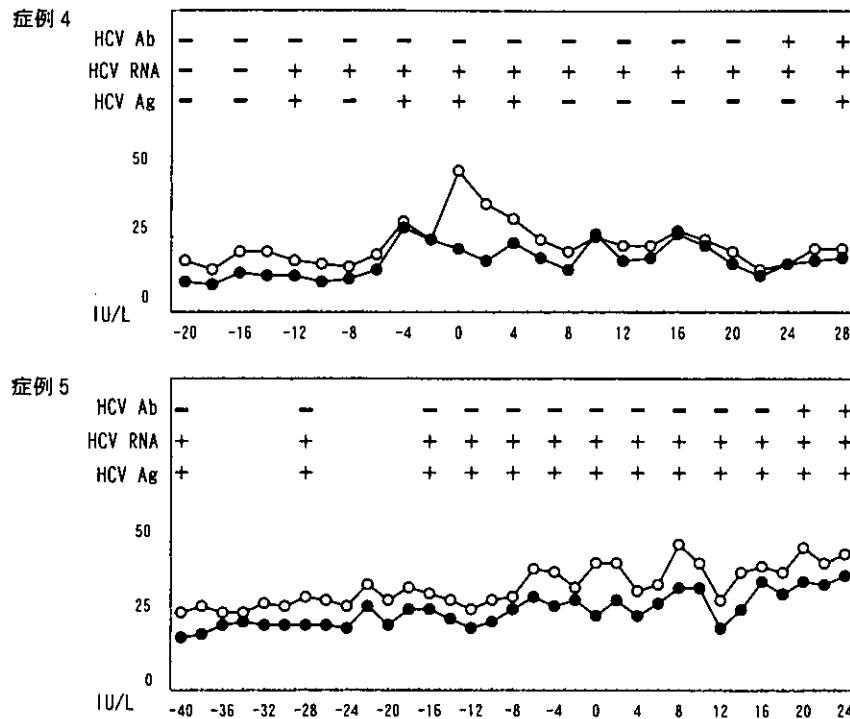 症例4
HCV Ab − − − − − − − − − − − + +
HCV RNA − − + + + + + + + + + + +
HCV Ag − − + − + + + − − − − − +
50
25
0
IU/L
-20 -16 -12 -8 -4 0 4 8 12 16 20 24 28
症例5
HCV Ab − − − − − − − − − − − + +
HCV RNA + + + + + + + + + + + + +
HCV Ag + + + + + + + + + + + + +
50
25
0
IU/L
-40 -36 -32 -28 -24 -20 -16 -12 -8 -4 0 4 8 12 16 20 24